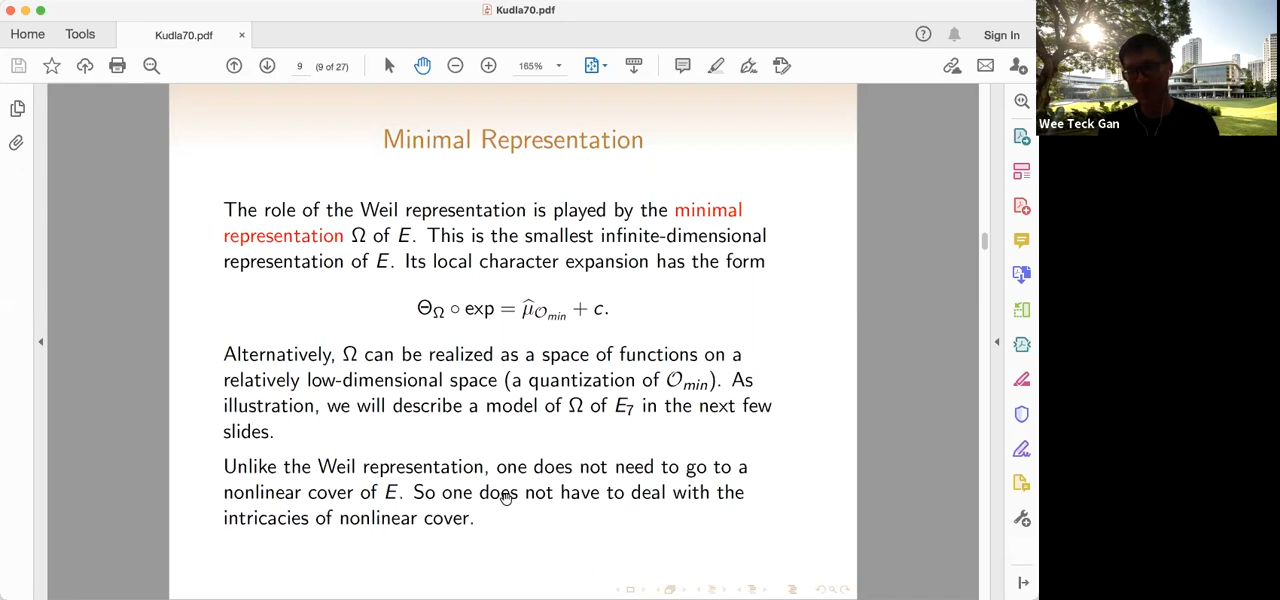 Kudla70.pdf
Home Tools Kudla70.pdf × Sign In
9 (9 of 27) 165%
Wee Teck Gan
Minimal Representation
The role of the Weil representation is played by the minimal
representation Ω of E. This is the smallest infinite-dimensional
representation of E. Its local character expansion has the form
Θ_Ω ∘ exp = μ̂_{𝒪_min} + c.
Alternatively, Ω can be realized as a space of functions on a
relatively low-dimensional space (a quantization of 𝒪_min). As
illustration, we will describe a model of Ω of E₇ in the next few
slides.
Unlike the Weil representation, one does not need to go to a
nonlinear cover of E. So one does not have to deal with the
intricacies of nonlinear cover.